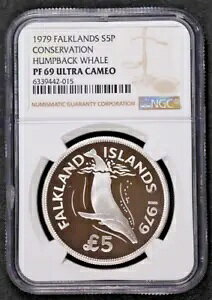 1979 FALKLANDS S5P
CONSERVATION
HUMPBACK WHALE
PF 69 ULTRA CAMEO
6339442-015
NUMISMATIC GUARANTY CORPORATION
NGC
FALKLAND ISLANDS 1979
£5